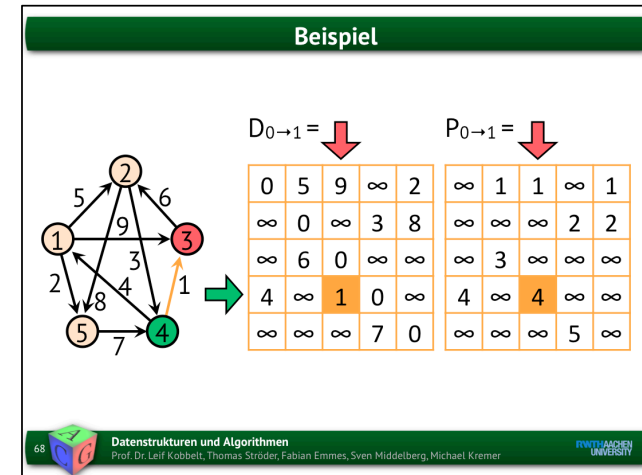 Beispiel
D0→1 =
P0→1 =
0 5 9 ∞ 2
∞ 0 ∞ 3 8
∞ 6 0 ∞ ∞
4 ∞ 1 0 ∞
∞ ∞ ∞ 7 0
∞ 1 1 ∞ 1
∞ ∞ ∞ 2 2
∞ 3 ∞ ∞ ∞
4 ∞ 4 ∞ ∞
∞ ∞ ∞ 5 ∞
2
5 6
9
1 3
3
2 4 1
8
5 4
7
68
A C G
Datenstrukturen und Algorithmen
Prof. Dr. Leif Kobbelt, Thomas Ströder, Fabian Emmes, Sven Middelberg, Michael Kremer
RWTHAACHEN
UNIVERSITY